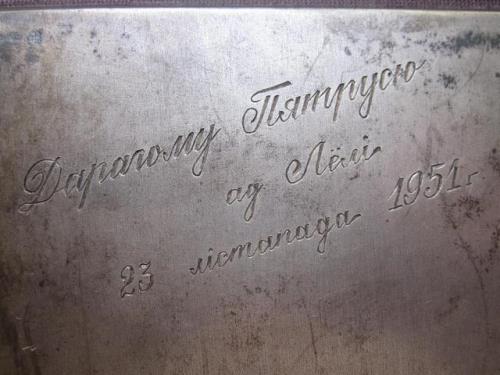 Дарагому Пятрусю
ад Лёлі
23 лістапада 1951 г